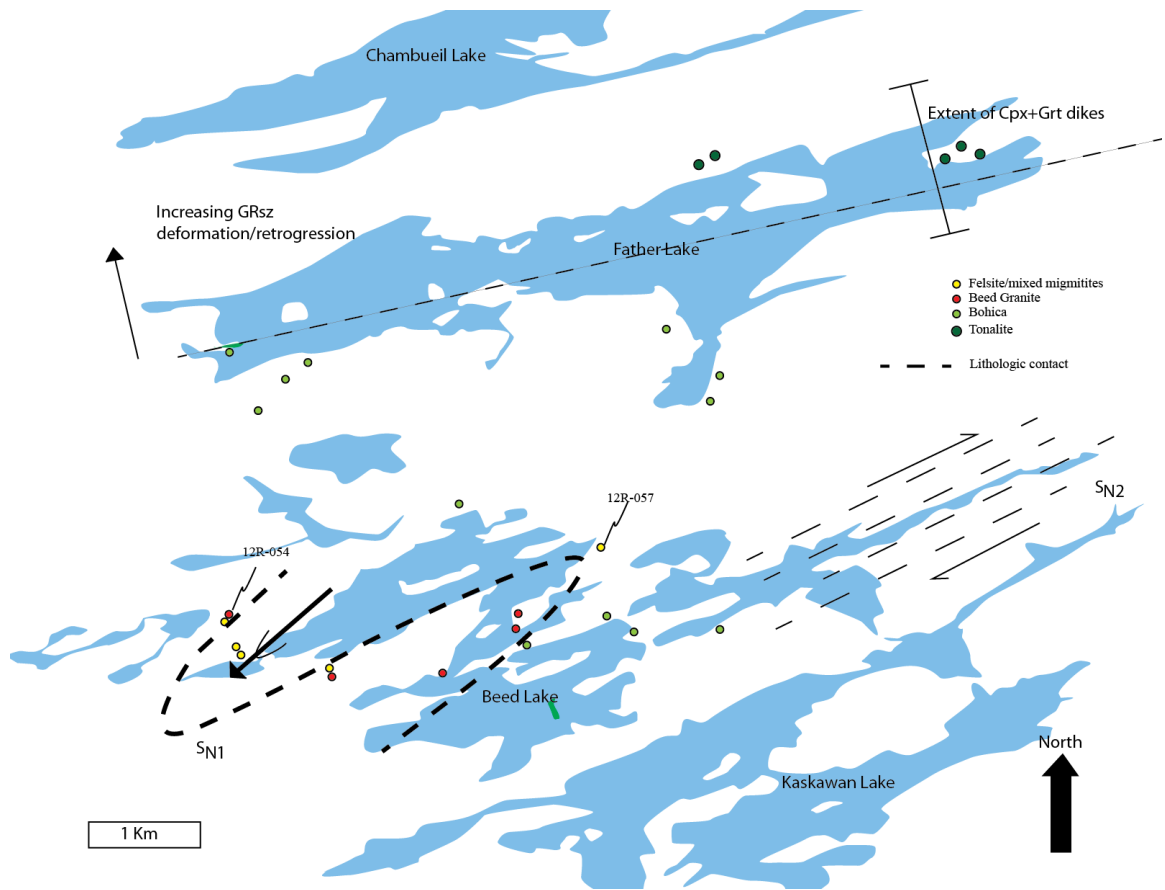 Chambueil Lake
Extent of Cpx+Grt dikes
Increasing GRsz
deformation/retrogression
Father Lake
Felsite/mixed migmitites
Beed Granite
Bohica
Tonalite
Lithologic contact
SN2
12R-057
12R-054
Beed Lake
SN1
North
Kaskawan Lake
1 Km